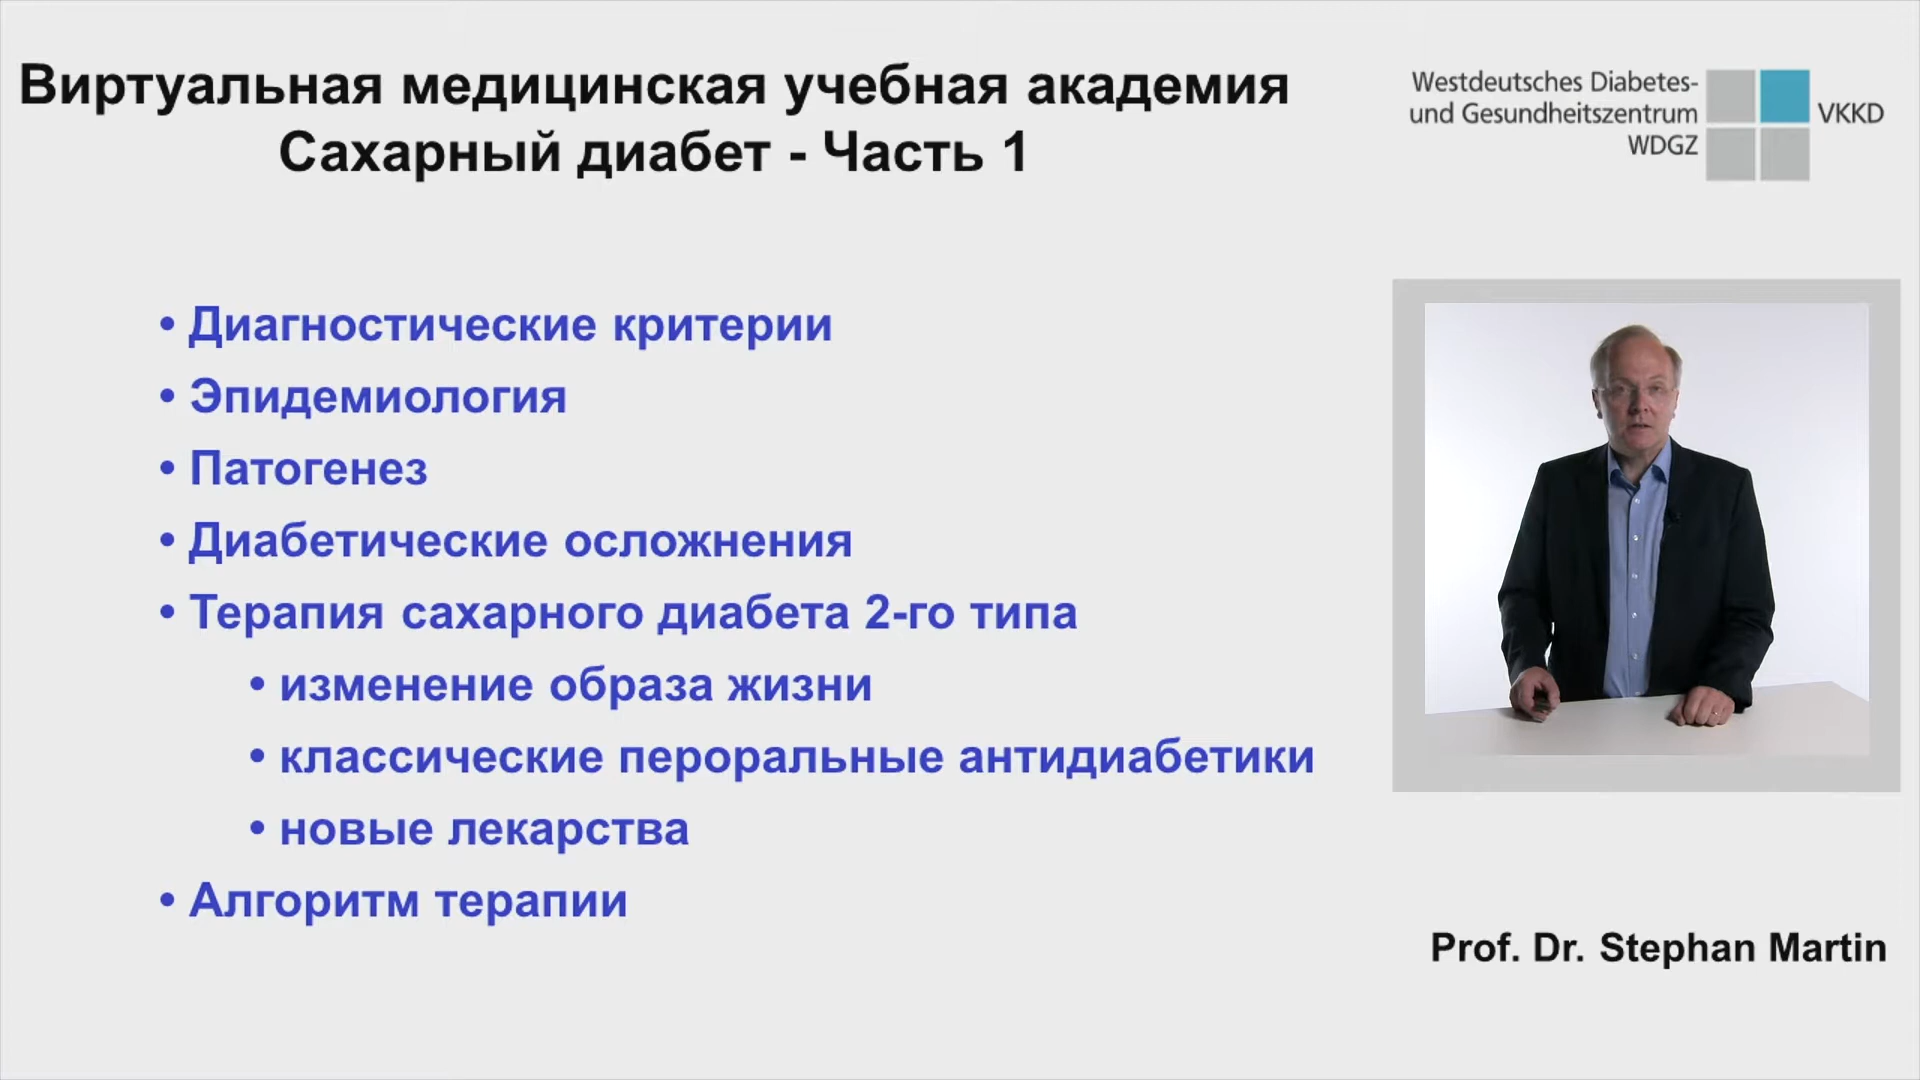 Виртуальная медицинская учебная академия
Сахарный диабет - Часть 1
Westdeutsches Diabetes-
und Gesundheitszentrum
WDGZ
VKKD
• Диагностические критерии
• Эпидемиология
• Патогенез
• Диабетические осложнения
• Терапия сахарного диабета 2-го типа
• изменение образа жизни
• классические пероральные антидиабетики
• новые лекарства
• Алгоритм терапии
Prof. Dr. Stephan Martin